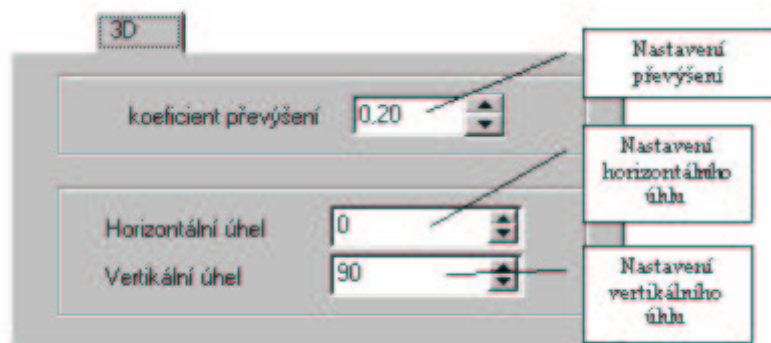 3D
Nastavení
převýšení
koeficient převýšení 0,20
Nastavení
horizontálního
úhlu
Horizontální úhel 0
Vertikální úhel 90
Nastavení
vertikálního
úhlu